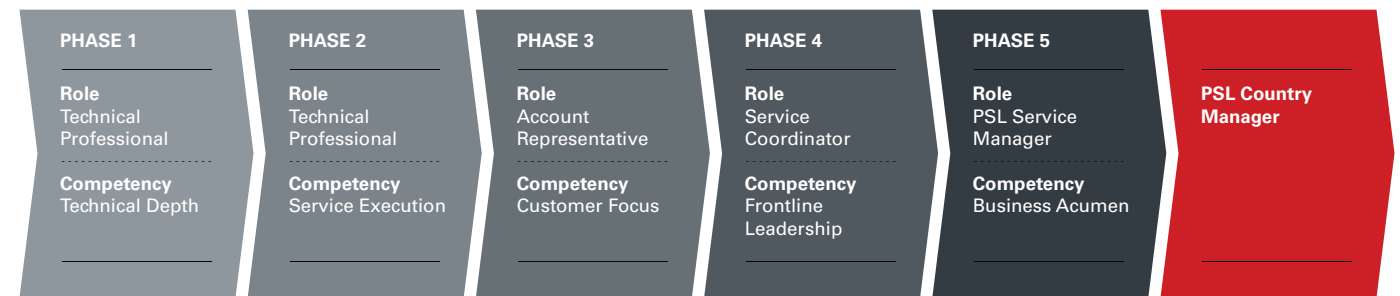 PHASE 1
Role
Technical
Professional
Competency
Technical Depth
PHASE 2
Role
Technical
Professional
Competency
Service Execution
PHASE 3
Role
Account
Representative
Competency
Customer Focus
PHASE 4
Role
Service
Coordinator
Competency
Frontline
Leadership
PHASE 5
Role
PSL Service
Manager
Competency
Business Acumen
PSL Country
Manager